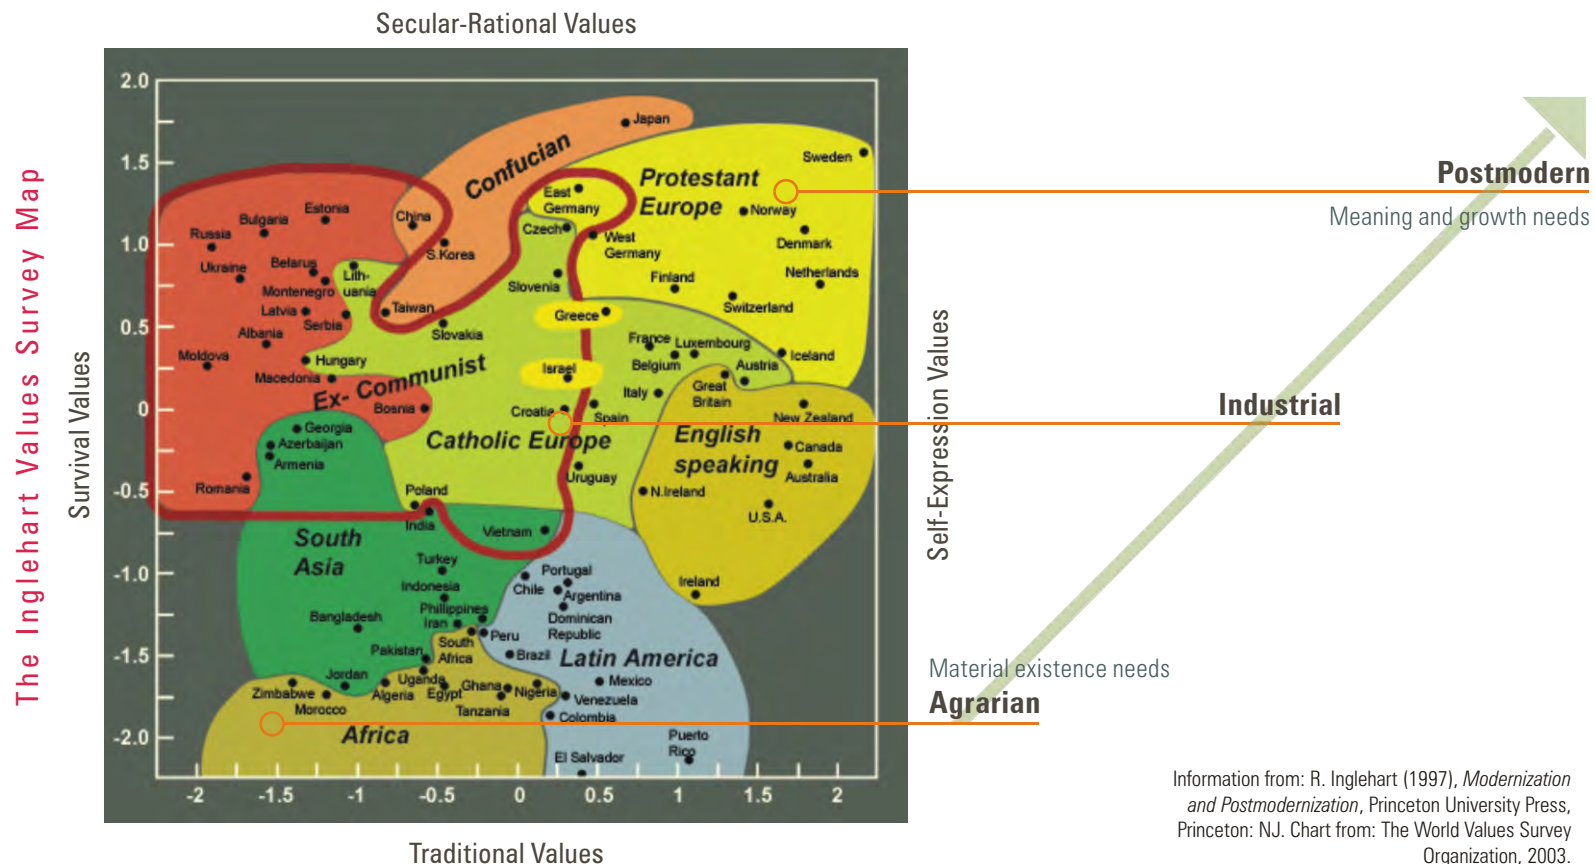 Secular-Rational Values
The Inglehart Values Survey Map
Survival Values
Self-Expression Values
Traditional Values
2.0
1.5
1.0
0.5
0
-0.5
-1.0
-1.5
-2.0
-2
-1.5
-1
-0.5
0
0.5
1
1.5
2
Japan
Confucian
Sweden
Protestant
Europe
East
Germany
Norway
China
Estonia
Bulgaria
Russia
Czech
West
Germany
Denmark
S.Korea
Ukraine
Belarus
Lith-
uania
Montenegro
Slovenia
Finland
Netherlands
Switzerland
Latvia
Serbia
Taiwan
Greece
Albania
Slovakia
France
Luxembourg
Belgium
Iceland
Moldova
Hungary
Macedonia
Ex- Communist
Israel
Austria
Italy
Great
Britain
Bosnia
Croatia
Spain
New Zealand
Georgia
Azerbaijan
Armenia
Catholic Europe
English
speaking
Canada
Australia
Romania
Poland
Uruguay
N.Ireland
U.S.A.
India
Vietnam
South
Asia
Turkey
Indonesia
Portugal
Chile
Argentina
Ireland
Bangladesh
Phillippines
Iran
Dominican
Republic
South
Africa
Peru
Pakistan
Brazil
Latin America
Jordan
Uganda
Zimbabwe
Morocco
Algeria
Egypt
Ghana
Nigeria
Tanzania
Mexico
Venezuela
Colombia
Africa
Puerto
Rico
El Salvador
Postmodern
Meaning and growth needs
Industrial
Material existence needs
Agrarian
Information from: R. Inglehart (1997), Modernization
and Postmodernization, Princeton University Press,
Princeton: NJ. Chart from: The World Values Survey
Organization, 2003.